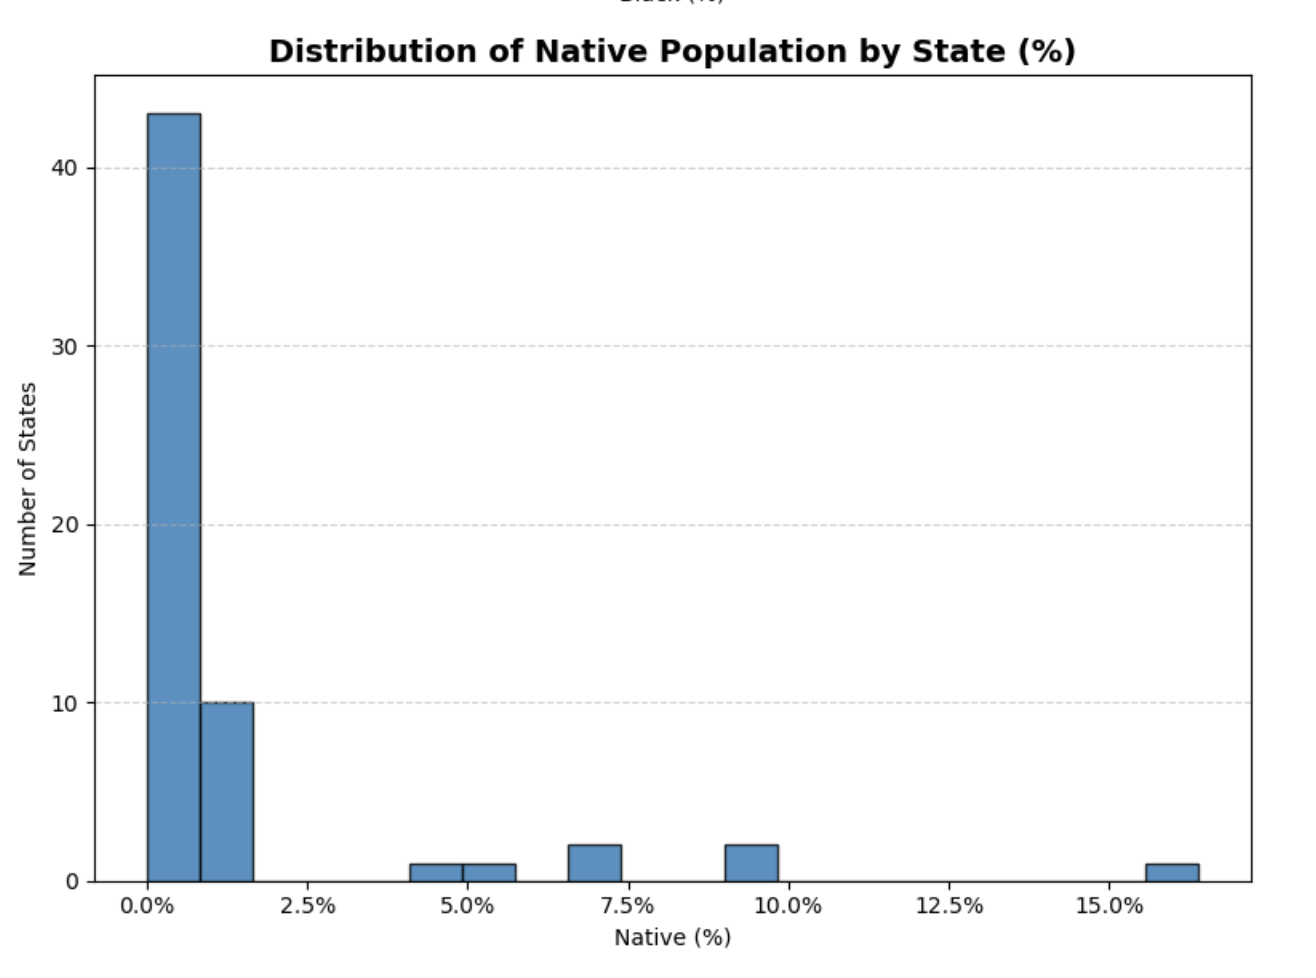 Distribution of Native Population by State (%)
40
30
20
10
0
Number of States
0.0% 2.5% 5.0% 7.5% 10.0% 12.5% 15.0%
Native (%)